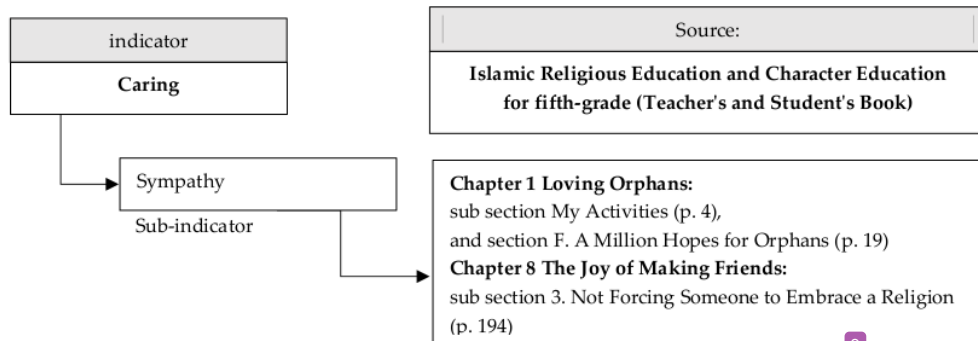 indicator
Caring
Source:
Islamic Religious Education and Character Education
for fifth-grade (Teacher's and Student's Book)
Sympathy
Sub-indicator
Chapter 1 Loving Orphans:
sub section My Activities (p. 4),
and section F. A Million Hopes for Orphans (p. 19)
Chapter 8 The Joy of Making Friends:
sub section 3. Not Forcing Someone to Embrace a Religion
(p. 194)